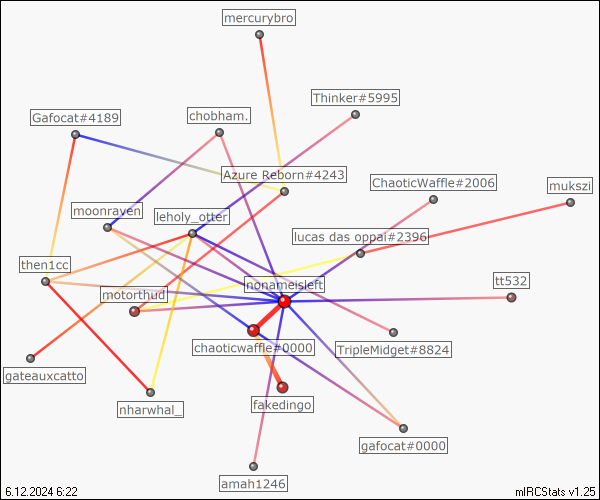 mercurybro
Thinker#5995
Gafocat#4189
chobham.
Azure Reborn#4243
ChaoticWaffle#2006
mukszi
moonraven
leholy_otter
lucas das oppai#2396
then1cc
nonameisleft
tt532
motorthud
chaoticwaffle#0000
TripleMidget#8824
gateauxcatto
fakedingo
nharwhal_
gafocat#0000
amah1246
6.12.2024 6:22
mIRCStats v1.25